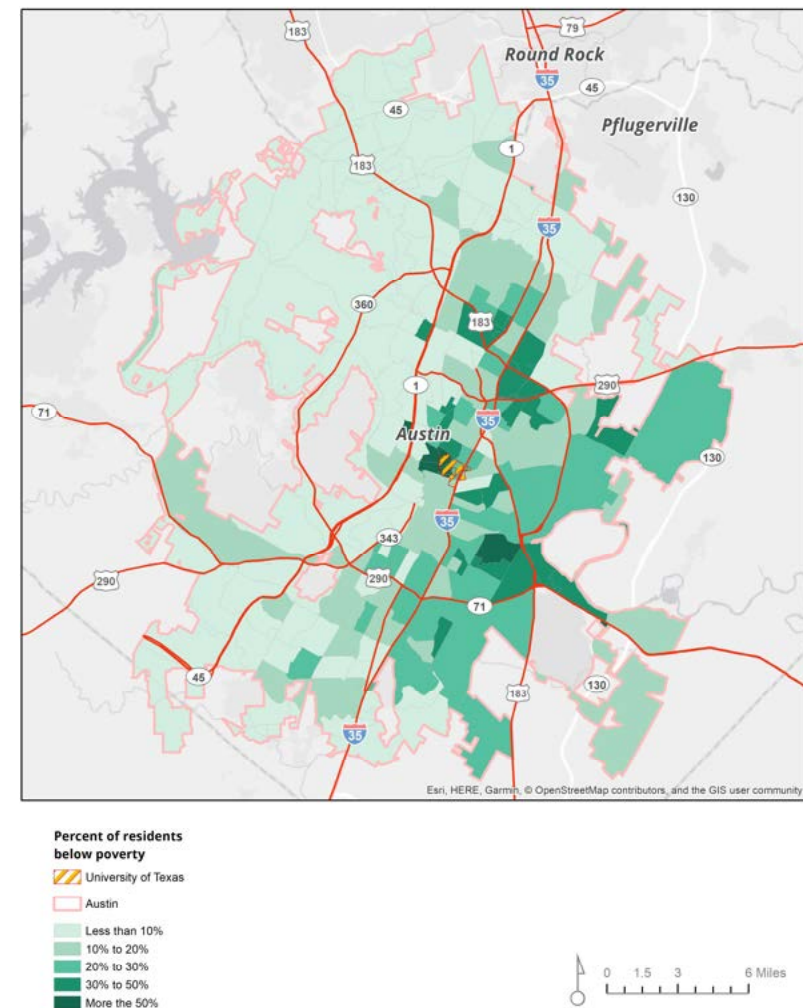 183
79
Round Rock
35
45
45
Pflugerville
1
183
130
35
360
183
1
290
71
35
Austin
130
35
343
290
290
71
45
183
130
35
Esri, HERE, Garmin, © OpenStreetMap contributors, and the GIS user community
Percent of residents
below poverty
University of Texas
Austin
Less than 10%
10% to 20%
20% to 30%
30% to 50%
More the 50%
0 1.5 3 6 Miles